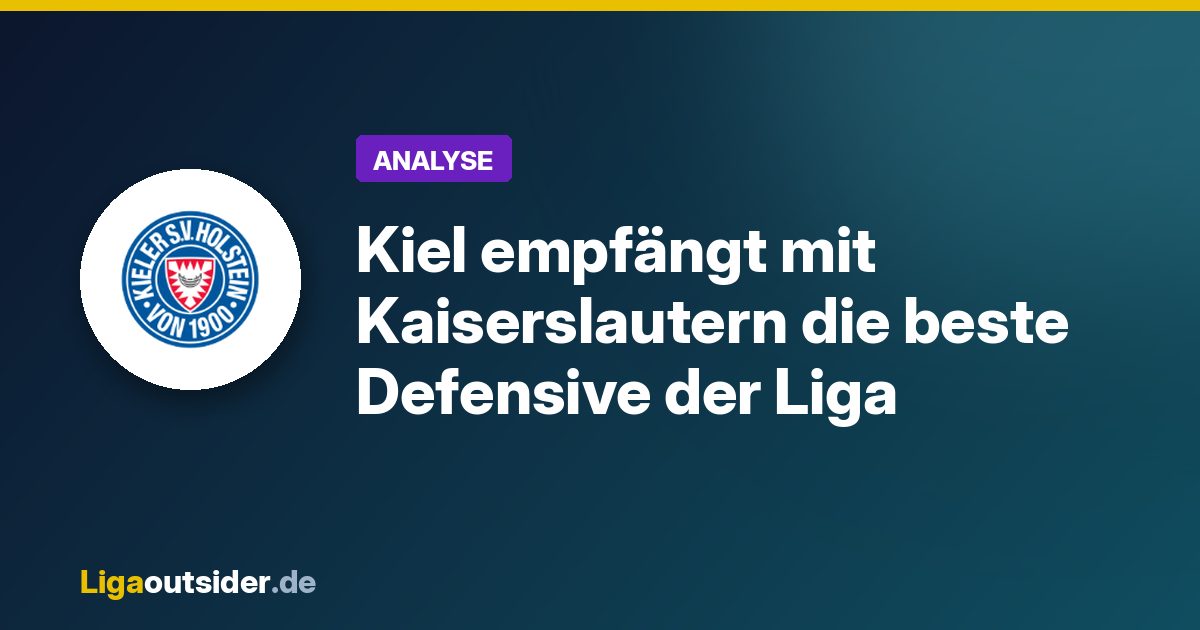 ANALYSE
KIELER S.V. HOLSTEIN
• VON 1900 •
Kiel empfängt mit
Kaiserslautern die beste
Defensive der Liga
Ligaoutsider.de